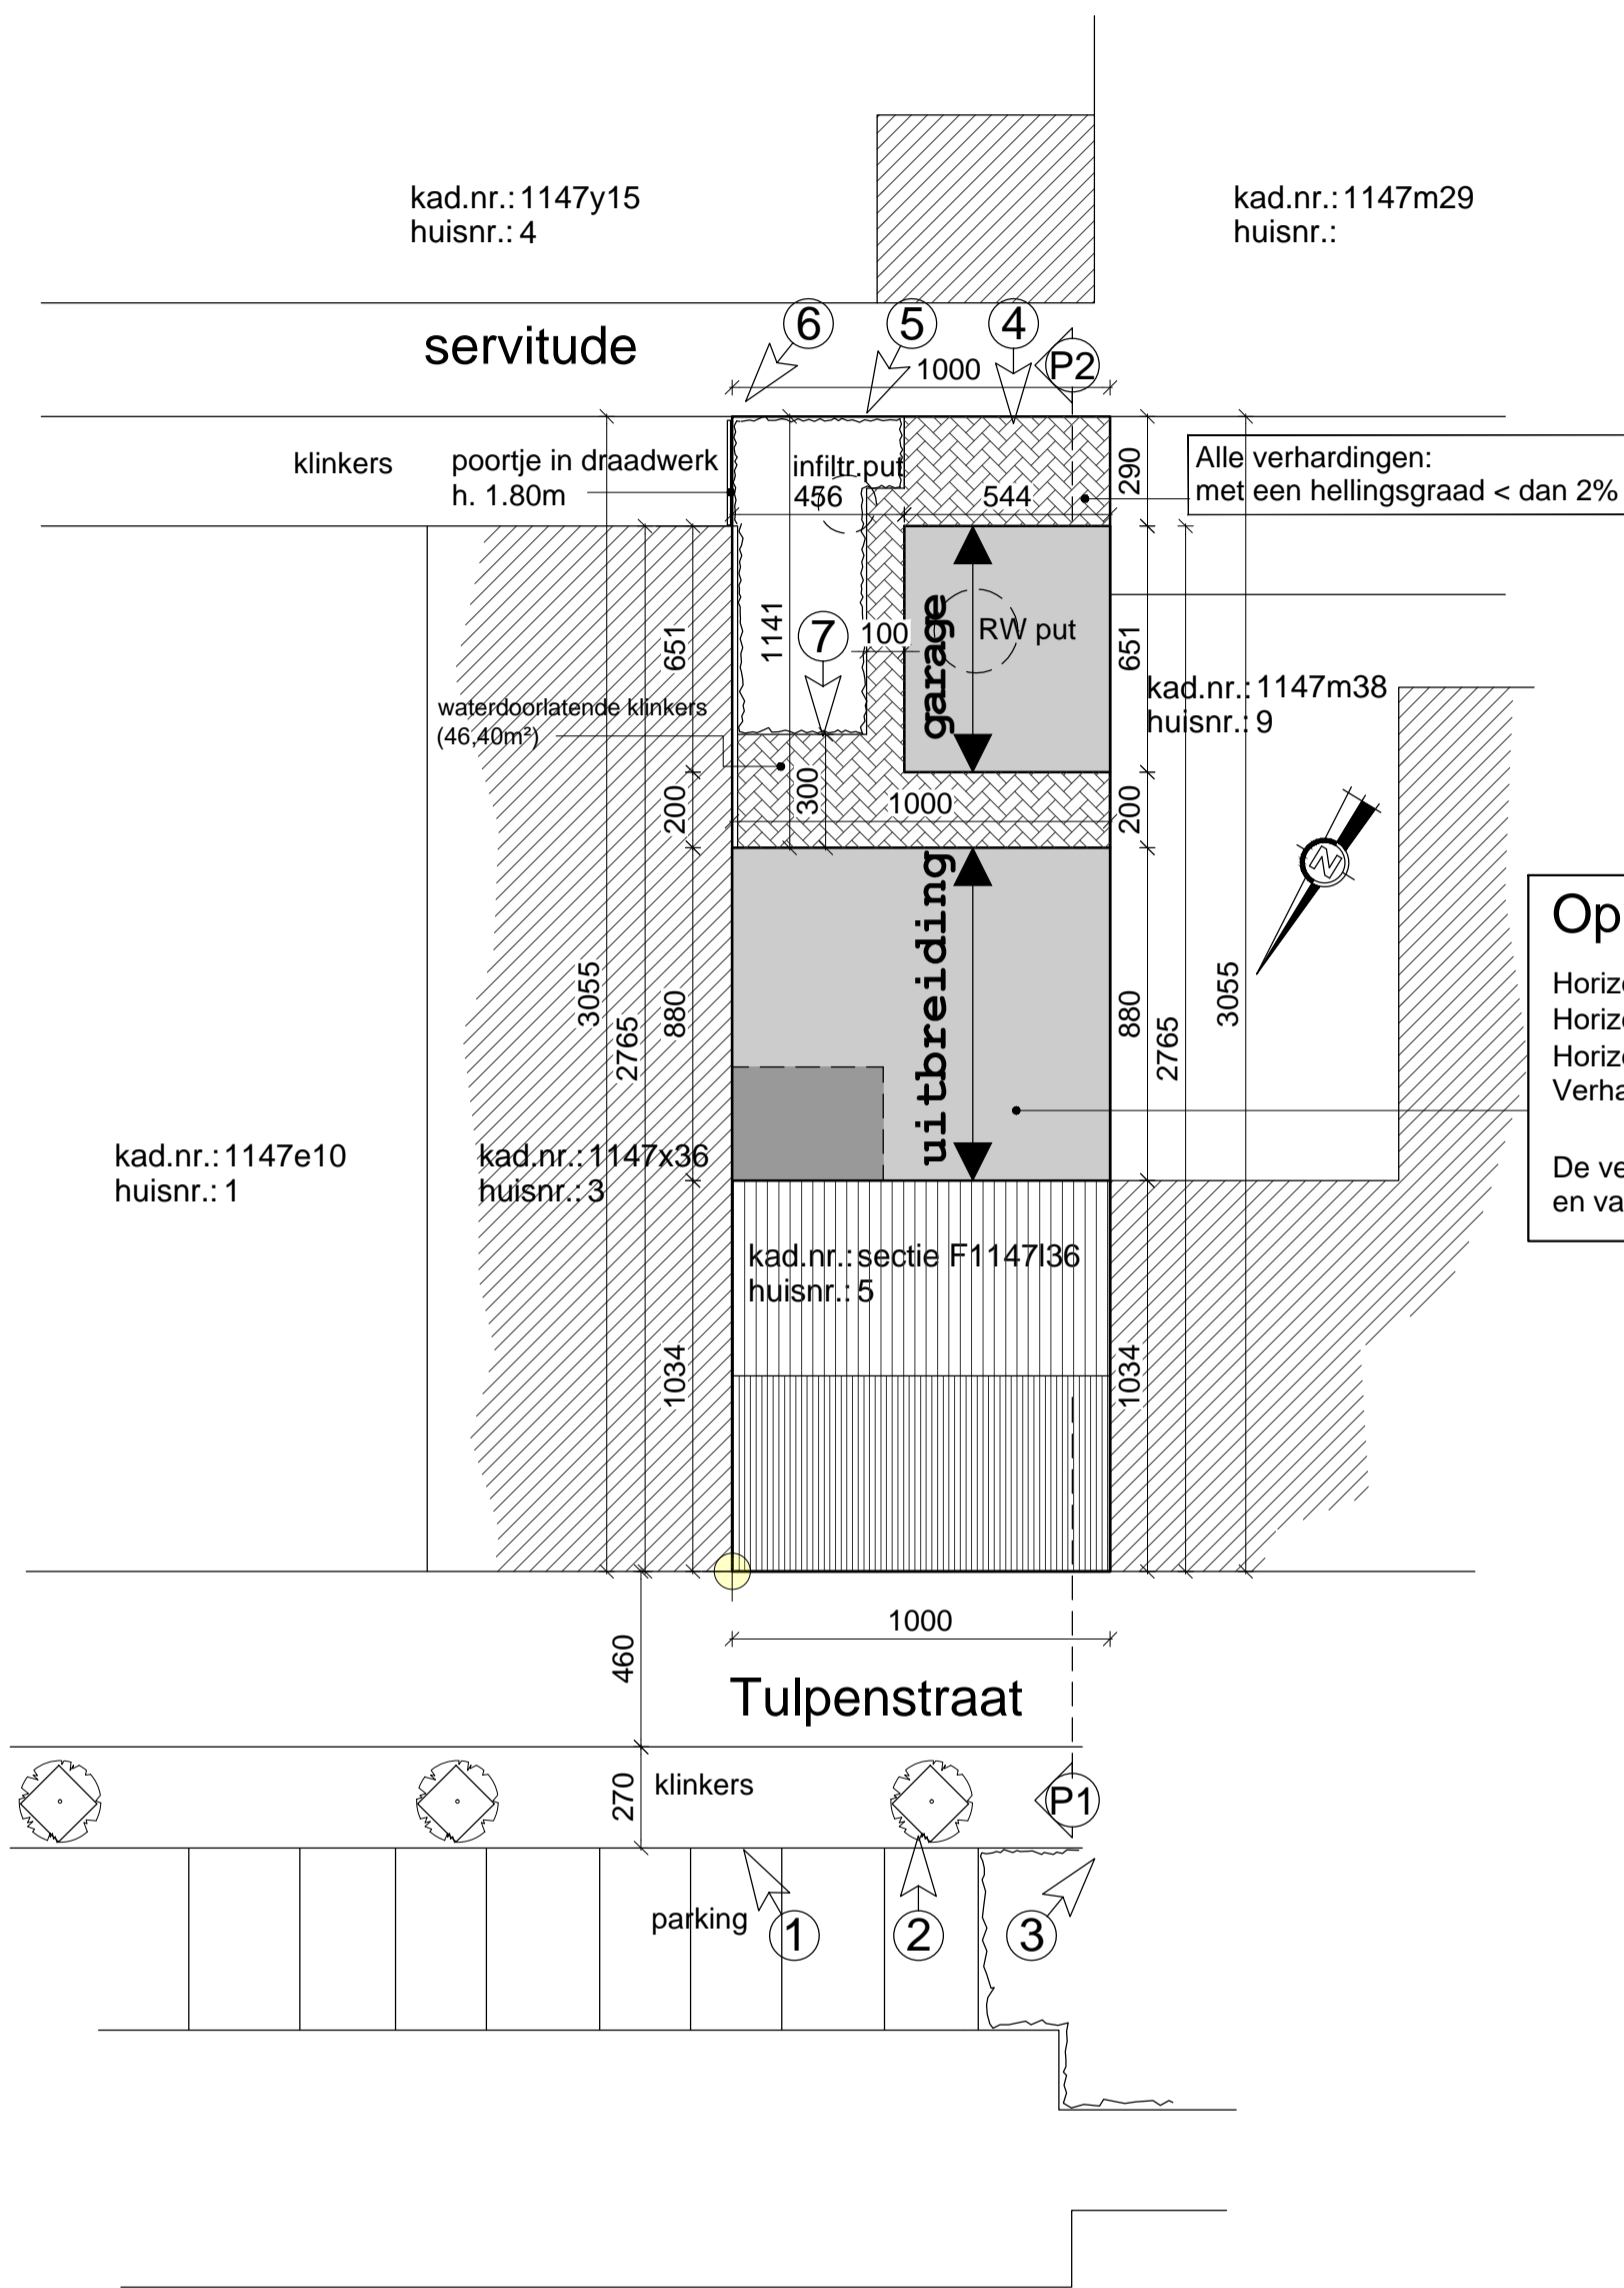 kad.nr.: 1147y15
huisnr.: 4
kad.nr.: 1147m29
huisnr.:
servitude
6
5
4
P2
1000
klinkers
poortje in draadwerk
h. 1.80m
infiltr.put
456
544
290
Alle verhardingen:
met een hellingsgraad < dan 2%
651
1141
7
100
garage
RW put
651
kad.nr.: 1147m38
huisnr.: 9
waterdoorlatende klinkers
(46,40m²)
200
300
1000
200
N
3055
2765
880
uitbreiding
880
2765
3055
Op
Horiz
Horiz
Horiz
Verha
De ve
en va
kad.nr.: 1147e10
huisnr.: 1
kad.nr.: 1147x36
huisnr.: 3
kad.nr.: sectie F1147l36
huisnr.: 5
1034
1034
1000
460
Tulpenstraat
270
klinkers
P1
parking
1
2
3